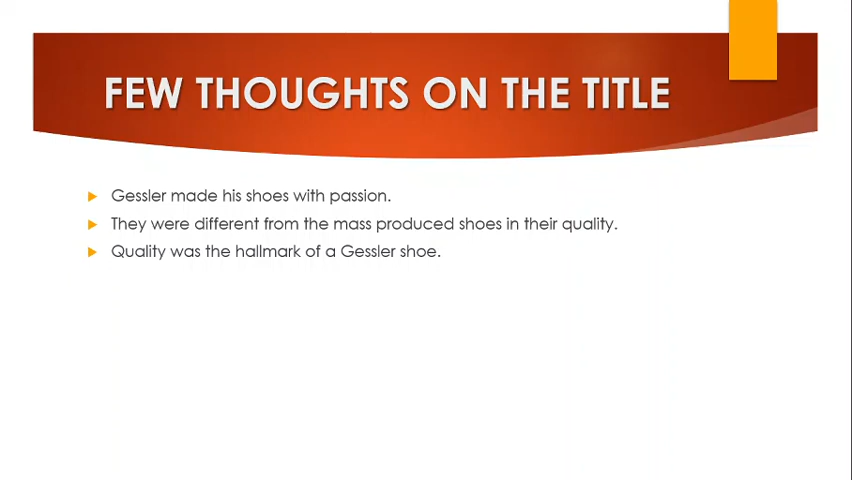 FEW THOUGHTS ON THE TITLE
Gessler made his shoes with passion.
They were different from the mass produced shoes in their quality.
Quality was the hallmark of a Gessler shoe.